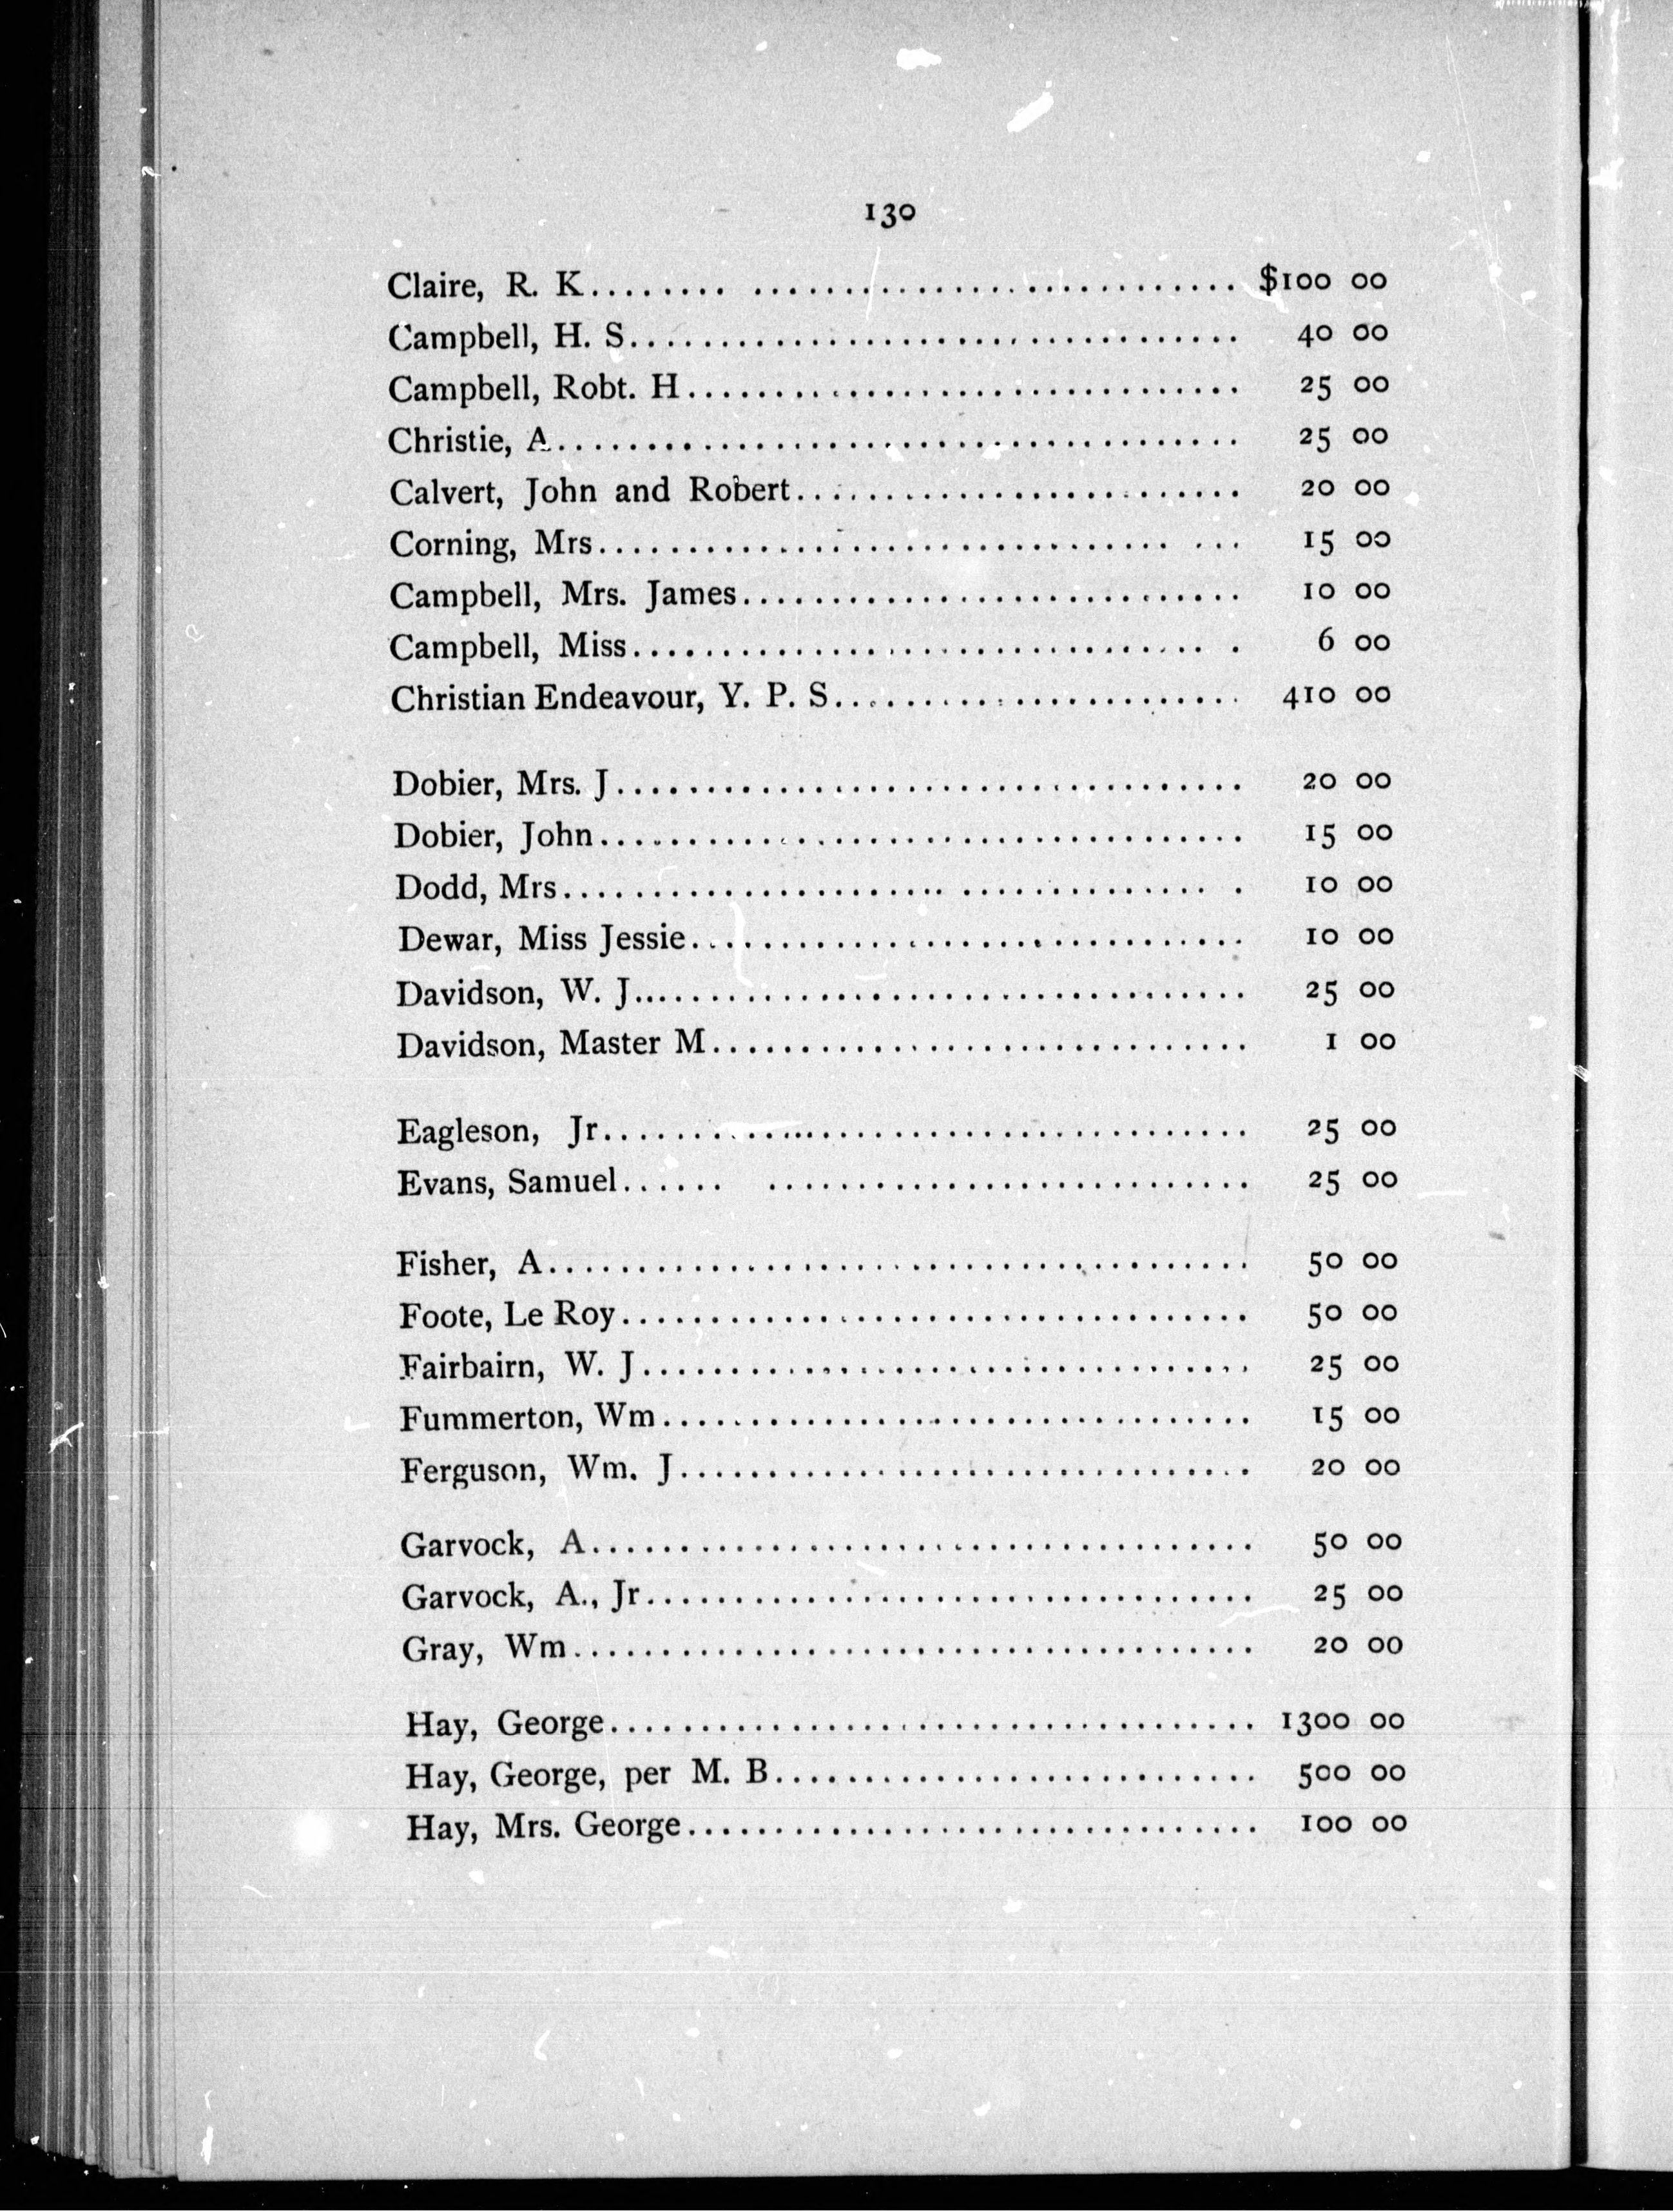 130
Claire, R. K........ ............................ $100 00
Campbell, H. S.................................. 40 00
Campbell, Robt. H............................... 25 00
Christie, A...................................... 25 00
Calvert, John and Robert......................... 20 00
Corning, Mrs................................ ... 15 00
Campbell, Mrs. James............................ 10 00
Campbell, Miss................................ . 6 00
Christian Endeavour, Y. P. S....................... 410 00
Dobier, Mrs. J................................... 20 00
Dobier, John.................................... 15 00
Dodd, Mrs...................... .............. . 10 00
Dewar, Miss Jessie............................... 10 00
Davidson, W. J................................... 25 00
Davidson, Master M.............................. 1 00
Eagleson, Jr.................................... 25 00
Evans, Samuel...... ........................... 25 00
Fisher, A....................................... 50 00
Foote, Le Roy................................... 50 00
Fairbairn, W. J.................................. 25 00
Fummerton, Wm................................. 15 00
Ferguson, Wm. J................................ 20 00
Garvock, A..................................... 50 00
Garvock, A., Jr.................................. 25 00
Gray, Wm...................................... 20 00
Hay, George.................................... 1300 00
Hay, George, per M. B........................... 500 00
Hay, Mrs. George................................ 100 00